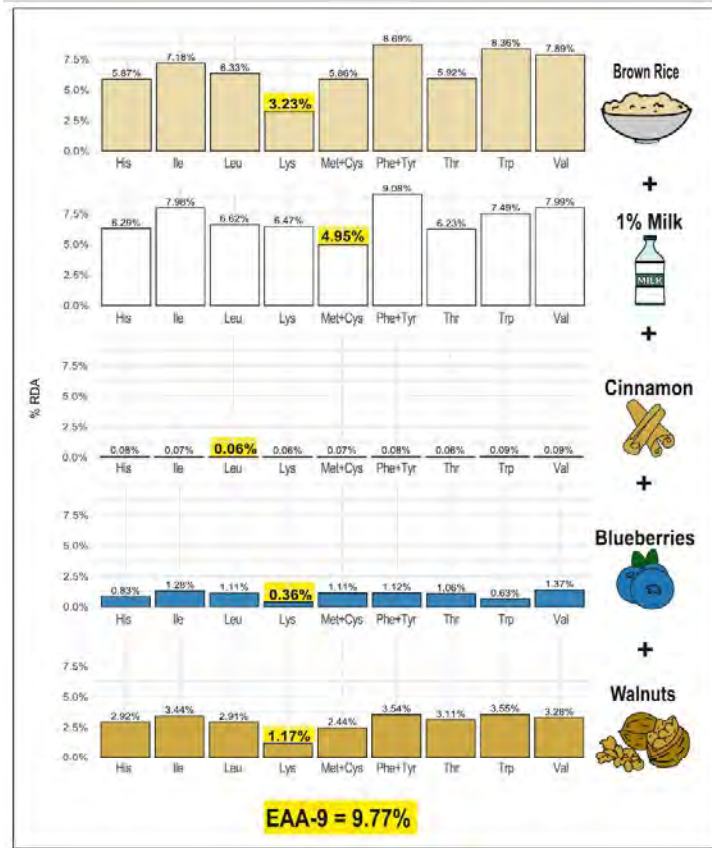 8.69%
8.36%
7.89%
7.18%
6.33%
5.87%
5.86%
5.92%
3.23%
7.5%
5.0%
2.5%
0.0%
His Ile Leu Lys Met+Cys Phe+Tyr Thr Trp Val
Brown Rice
+
9.08%
7.98%
7.99%
7.49%
6.29%
6.62%
6.47%
6.23%
4.95%
7.5%
5.0%
2.5%
0.0%
His Ile Leu Lys Met+Cys Phe+Tyr Thr Trp Val
1% Milk
MILK
+
% RDA
7.5%
5.0%
2.5%
0.0%
0.08% 0.07% 0.06% 0.06% 0.07% 0.08% 0.06% 0.09% 0.09%
His Ile Leu Lys Met+Cys Phe+Tyr Thr Trp Val
Cinnamon
+
7.5%
5.0%
2.5%
0.0%
0.83% 1.28% 1.11% 0.36% 1.11% 1.12% 1.06% 0.63% 1.37%
His Ile Leu Lys Met+Cys Phe+Tyr Thr Trp Val
Blueberries
+
7.5%
5.0%
2.5%
0.0%
2.92% 3.44% 2.91% 1.17% 2.44% 3.54% 3.11% 3.55% 3.28%
His Ile Leu Lys Met+Cys Phe+Tyr Thr Trp Val
Walnuts
EAA-9 = 9.77%